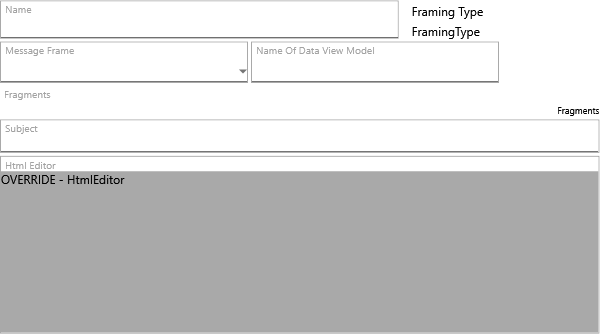 Name
Framing Type
FramingType
Message Frame
Name Of Data View Model
Fragments
Fragments
Subject
Html Editor
OVERRIDE - HtmlEditor